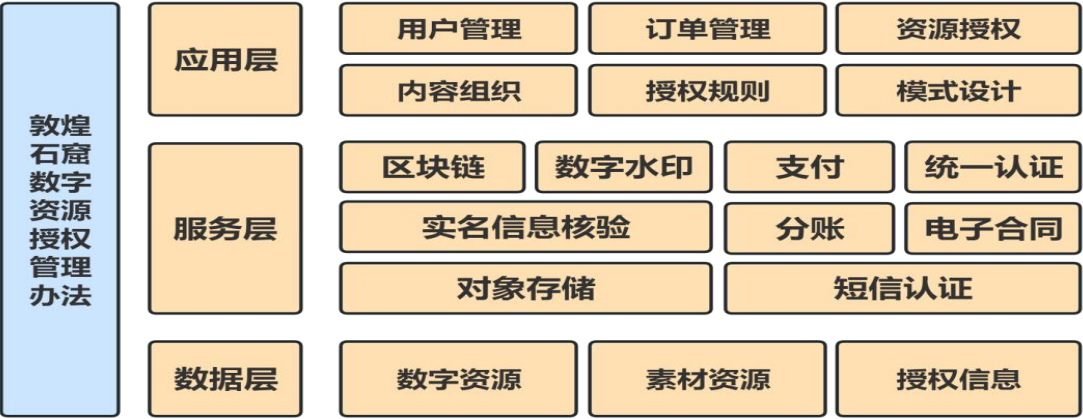 敦煌
石窟
数字
资源
授权
管理
办法
应用层
用户管理 订单管理 资源授权
内容组织 授权规则 模式设计
服务层
区块链 数字水印 支付 统一认证
实名信息核验 分账 电子合同
对象存储 短信认证
数据层
数字资源 素材资源 授权信息